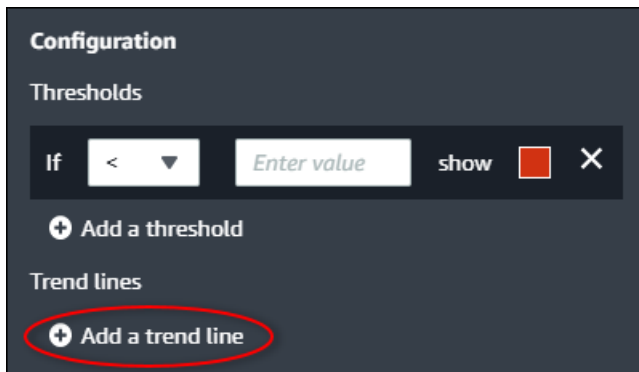 Configuration
Thresholds
If < Enter value show
Add a threshold
Trend lines
Add a trend line